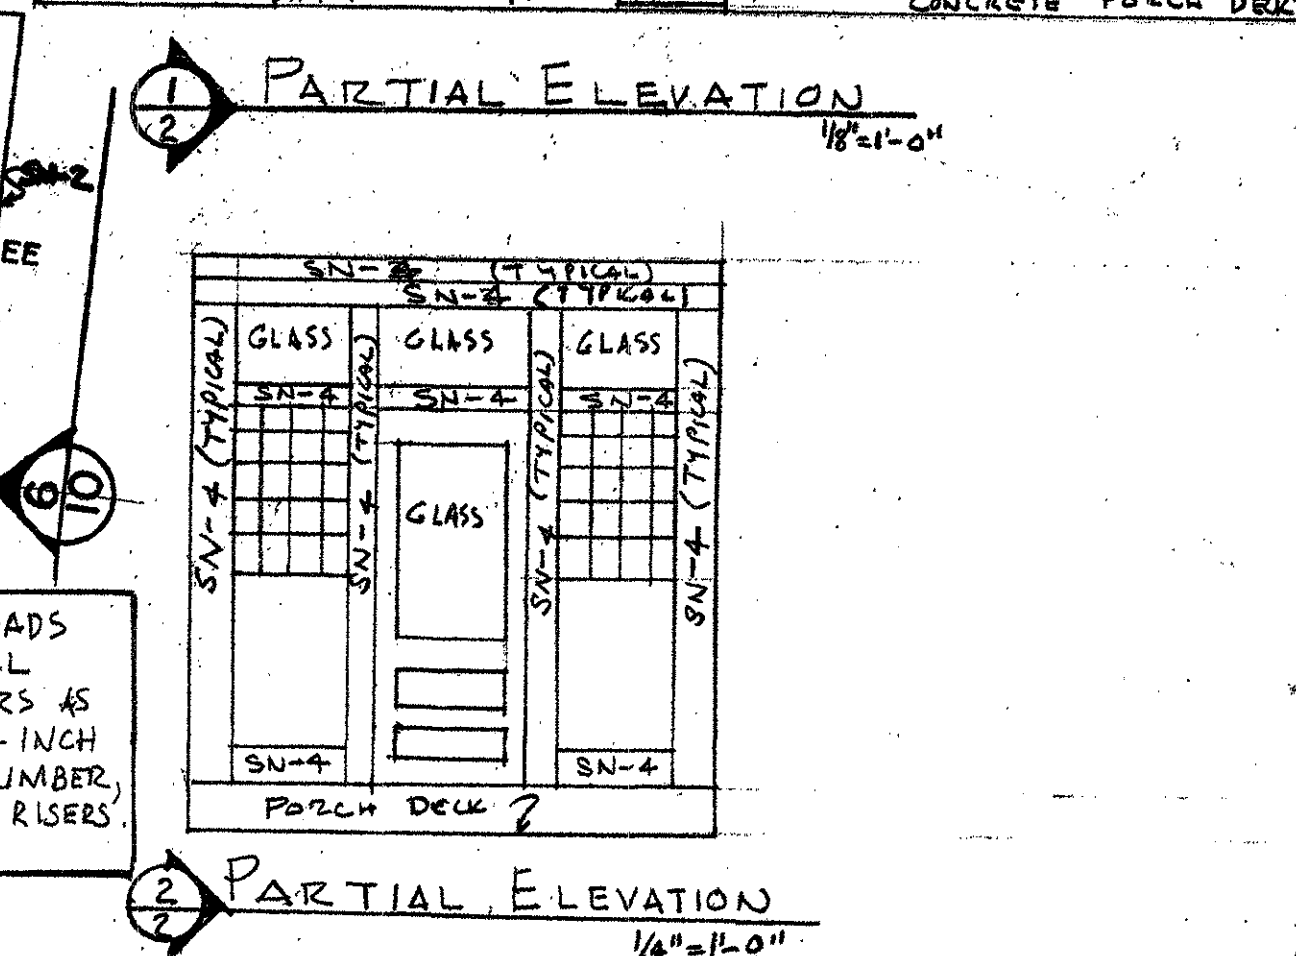 CONCRETE PORCH DECK
1
2
PARTIAL ELEVATION
1/8"=1'-0"
SN-2
EE
SN- (TYPICAL)
SN-4 (TYPICAL)
SN-4 (TYPICAL)
GLASS
SN-4 (TYPICAL)
GLASS
SN-4 (TYPICAL)
GLASS
SN-4 (TYPICAL)
SN-4
SN-4
SN-4
GLASS
6
10
ADS
L
RS AS
- INCH
UMBER,
RISERS.
SN-4
SN-4
PORCH DECK
2
2
PARTIAL ELEVATION
1/4"=1'-0"